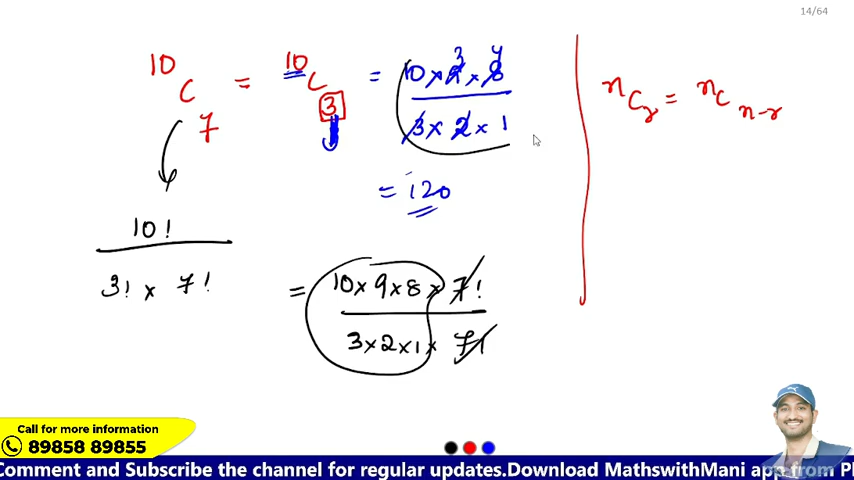 14/64
¹⁰C₇ = ¹⁰C₃ = 10 × 9 3 × 8 4 / 3 × 2 × 1
ⁿCᵣ = ⁿCₙ₋ᵣ
= 120
10! / 3! × 7! = 10 × 9 × 8 × 7! / 3 × 2 × 1 × 7!
Call for more information
89858 89855
Comment and Subscribe the channel for regular updates.Download MathswithMani app from Pl